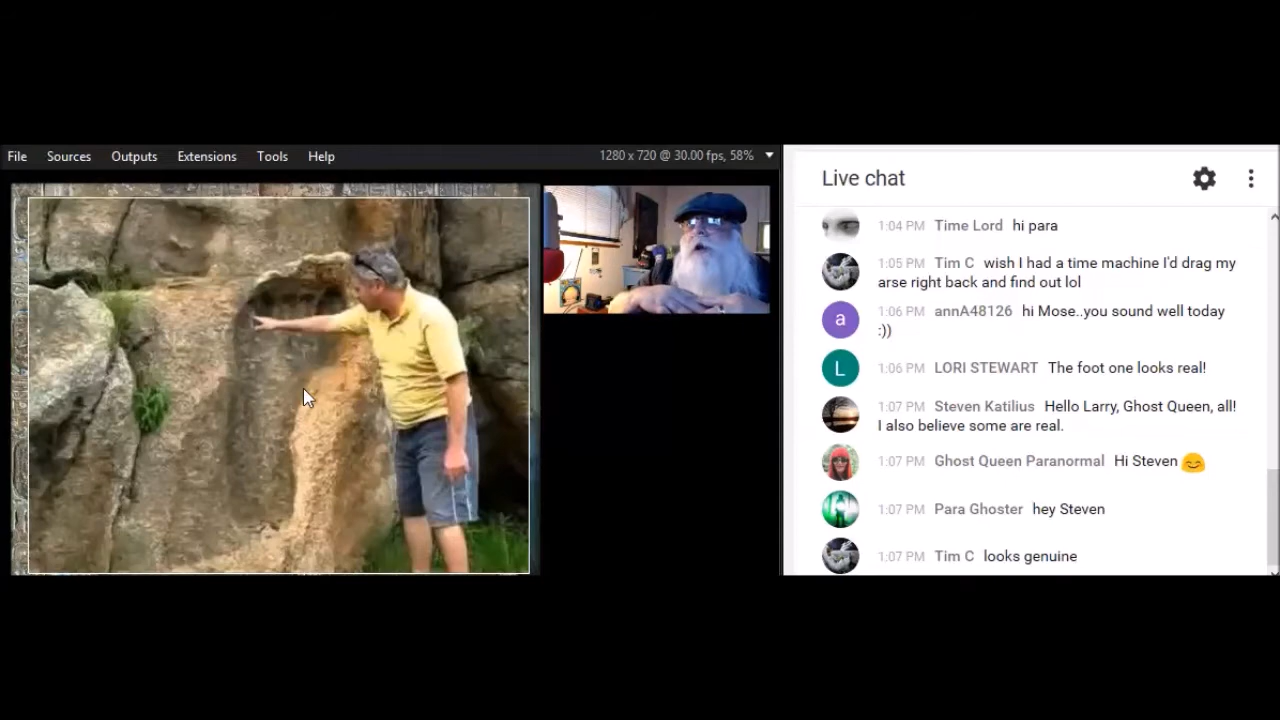 File Sources Outputs Extensions Tools Help 1280 x 720 @ 30.00 fps, 58%
Live chat
1:04 PM Time Lord hi para
1:05 PM Tim C wish I had a time machine I'd drag my
arse right back and find out lol
a 1:06 PM annA48126 hi Mose..you sound well today
:))
L 1:06 PM LORI STEWART The foot one looks real!
1:07 PM Steven Katilius Hello Larry, Ghost Queen, all!
I also believe some are real.
1:07 PM Ghost Queen Paranormal Hi Steven 😊
1:07 PM Para Ghoster hey Steven
1:07 PM Tim C looks genuine